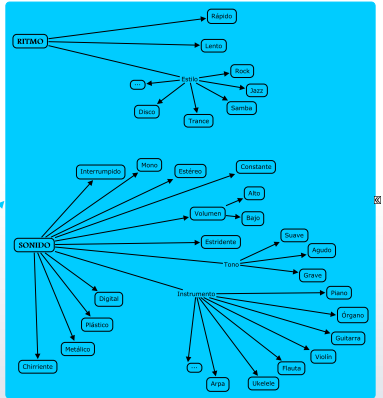 Rápido
RITMO
Lento
Estilo
Rock
...
Jazz
Samba
Disco
Trance
Mono
Interrumpido
Estéreo
Constante
Alto
Volumen
Bajo
Suave
SONIDO
Estridente
Agudo
Tono
Grave
Instrumento
Piano
Digital
Órgano
Plástico
Guitarra
Metálico
Violín
Chirriente
...
Flauta
Arpa
Ukelele